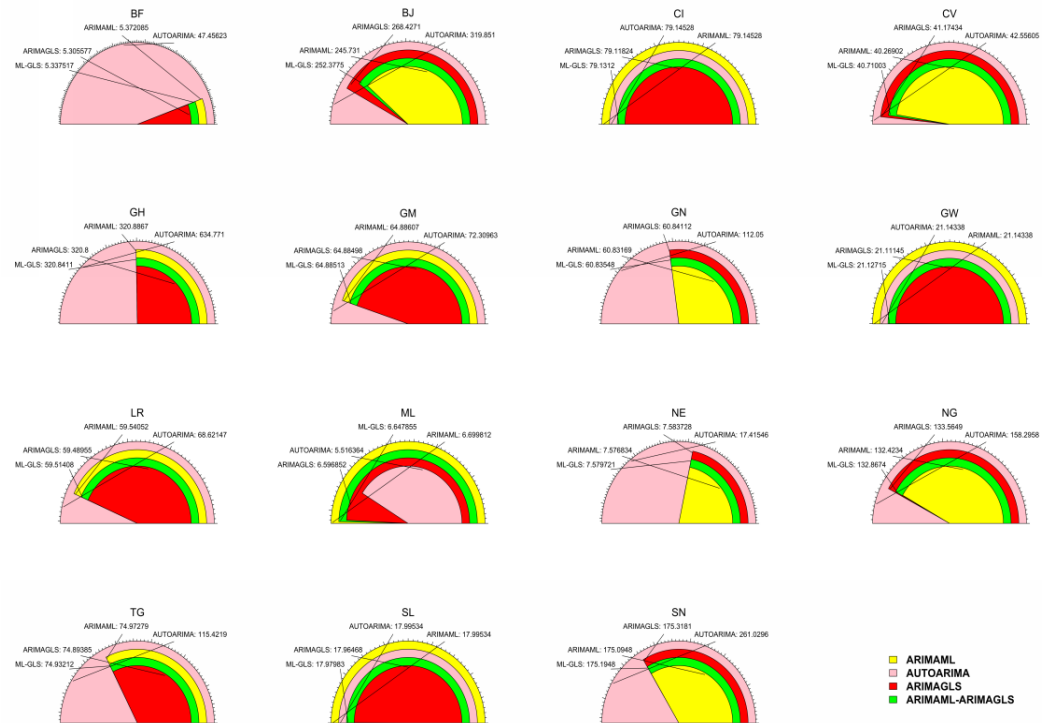 BF
ARIMAML: 5.372085
AUTOARIMA: 47.45623
ARIMAGLS: 5.305577
ML-GLS: 5.337517
BJ
ARIMAGLS: 268.4271
AUTOARIMA: 319.851
ARIMAML: 245.731
ML-GLS: 252.3775
CI
AUTOARIMA: 79.14528
ARIMAML: 79.14528
ARIMAGLS: 79.11824
ML-GLS: 79.1312
CV
ARIMAGLS: 41.17434
AUTOARIMA: 42.55605
ARIMAML: 40.26902
ML-GLS: 40.71003
GH
ARIMAML: 320.8867
AUTOARIMA: 634.771
ARIMAGLS: 320.8
ML-GLS: 320.8411
GM
ARIMAML: 64.88607
AUTOARIMA: 72.30963
ARIMAGLS: 64.88498
ML-GLS: 64.88513
GN
ARIMAGLS: 60.84112
AUTOARIMA: 112.05
ARIMAML: 60.83169
ML-GLS: 60.83548
GW
AUTOARIMA: 21.14338
ARIMAML: 21.14338
ARIMAGLS: 21.11145
ML-GLS: 21.12715
LR
ARIMAML: 59.54052
AUTOARIMA: 68.62147
ARIMAGLS: 59.48955
ML-GLS: 59.51408
ML
ML-GLS: 6.647855
ARIMAML: 6.699812
AUTOARIMA: 5.516364
ARIMAGLS: 6.596852
NE
ARIMAGLS: 7.583728
AUTOARIMA: 17.41546
ARIMAML: 7.576834
ML-GLS: 7.579721
NG
ARIMAGLS: 133.5649
AUTOARIMA: 158.2958
ARIMAML: 132.4234
ML-GLS: 132.8674
TG
ARIMAML: 74.97279
AUTOARIMA: 115.4219
ARIMAGLS: 74.89385
ML-GLS: 74.93212
SL
AUTOARIMA: 17.99534
ARIMAML: 17.99534
ARIMAGLS: 17.96468
ML-GLS: 17.97983
SN
ARIMAGLS: 175.3181
AUTOARIMA: 261.0296
ARIMAML: 175.0948
ML-GLS: 175.1948
ARIMAML
AUTOARIMA
ARIMAGLS
ARIMAML-ARIMAGLS